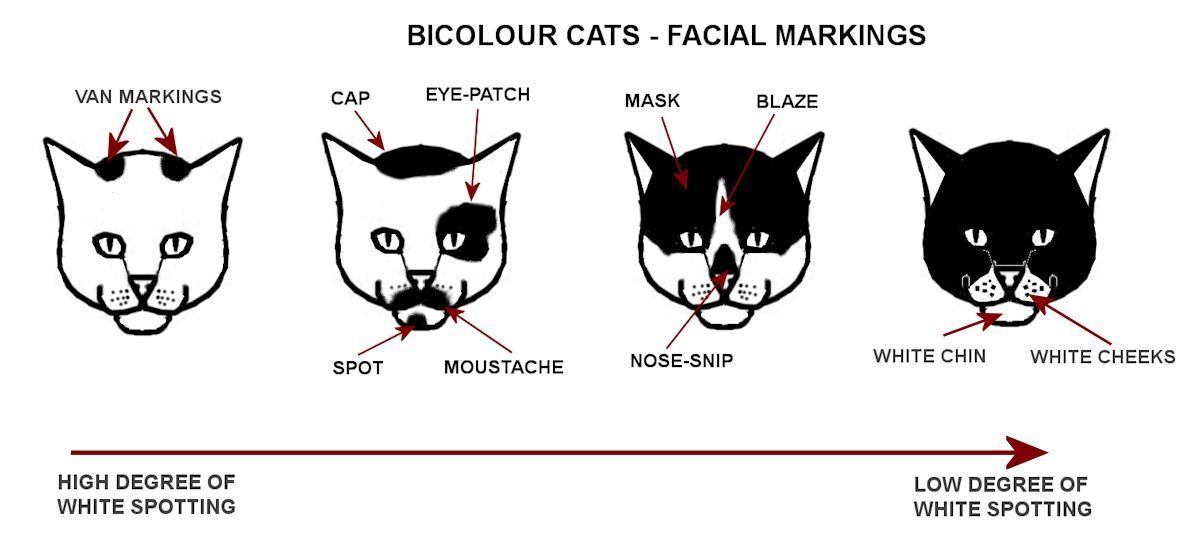 BICOLOUR CATS - FACIAL MARKINGS
VAN MARKINGS
CAP
EYE-PATCH
MASK
BLAZE
SPOT
MOUSTACHE
NOSE-SNIP
WHITE CHIN
WHITE CHEEKS
HIGH DEGREE OF
WHITE SPOTTING
LOW DEGREE OF
WHITE SPOTTING